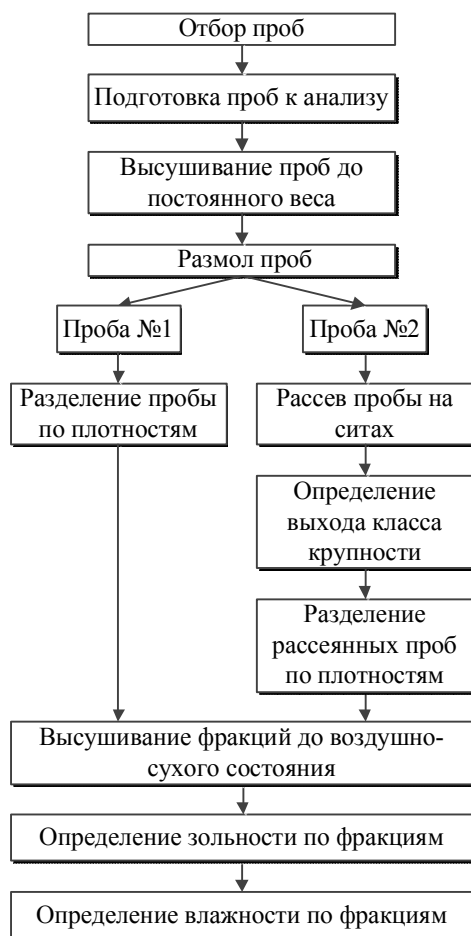 Отбор проб
Подготовка проб к анализу
Высушивание проб до
постоянного веса
Размол проб
Проба №1
Проба №2
Разделение пробы
по плотностям
Рассев пробы на
ситах
Определение
выхода класса
крупности
Разделение
рассеянных проб
по плотностям
Высушивание фракций до воздушно-
сухого состояния
Определение зольности по фракциям
Определение влажности по фракциям